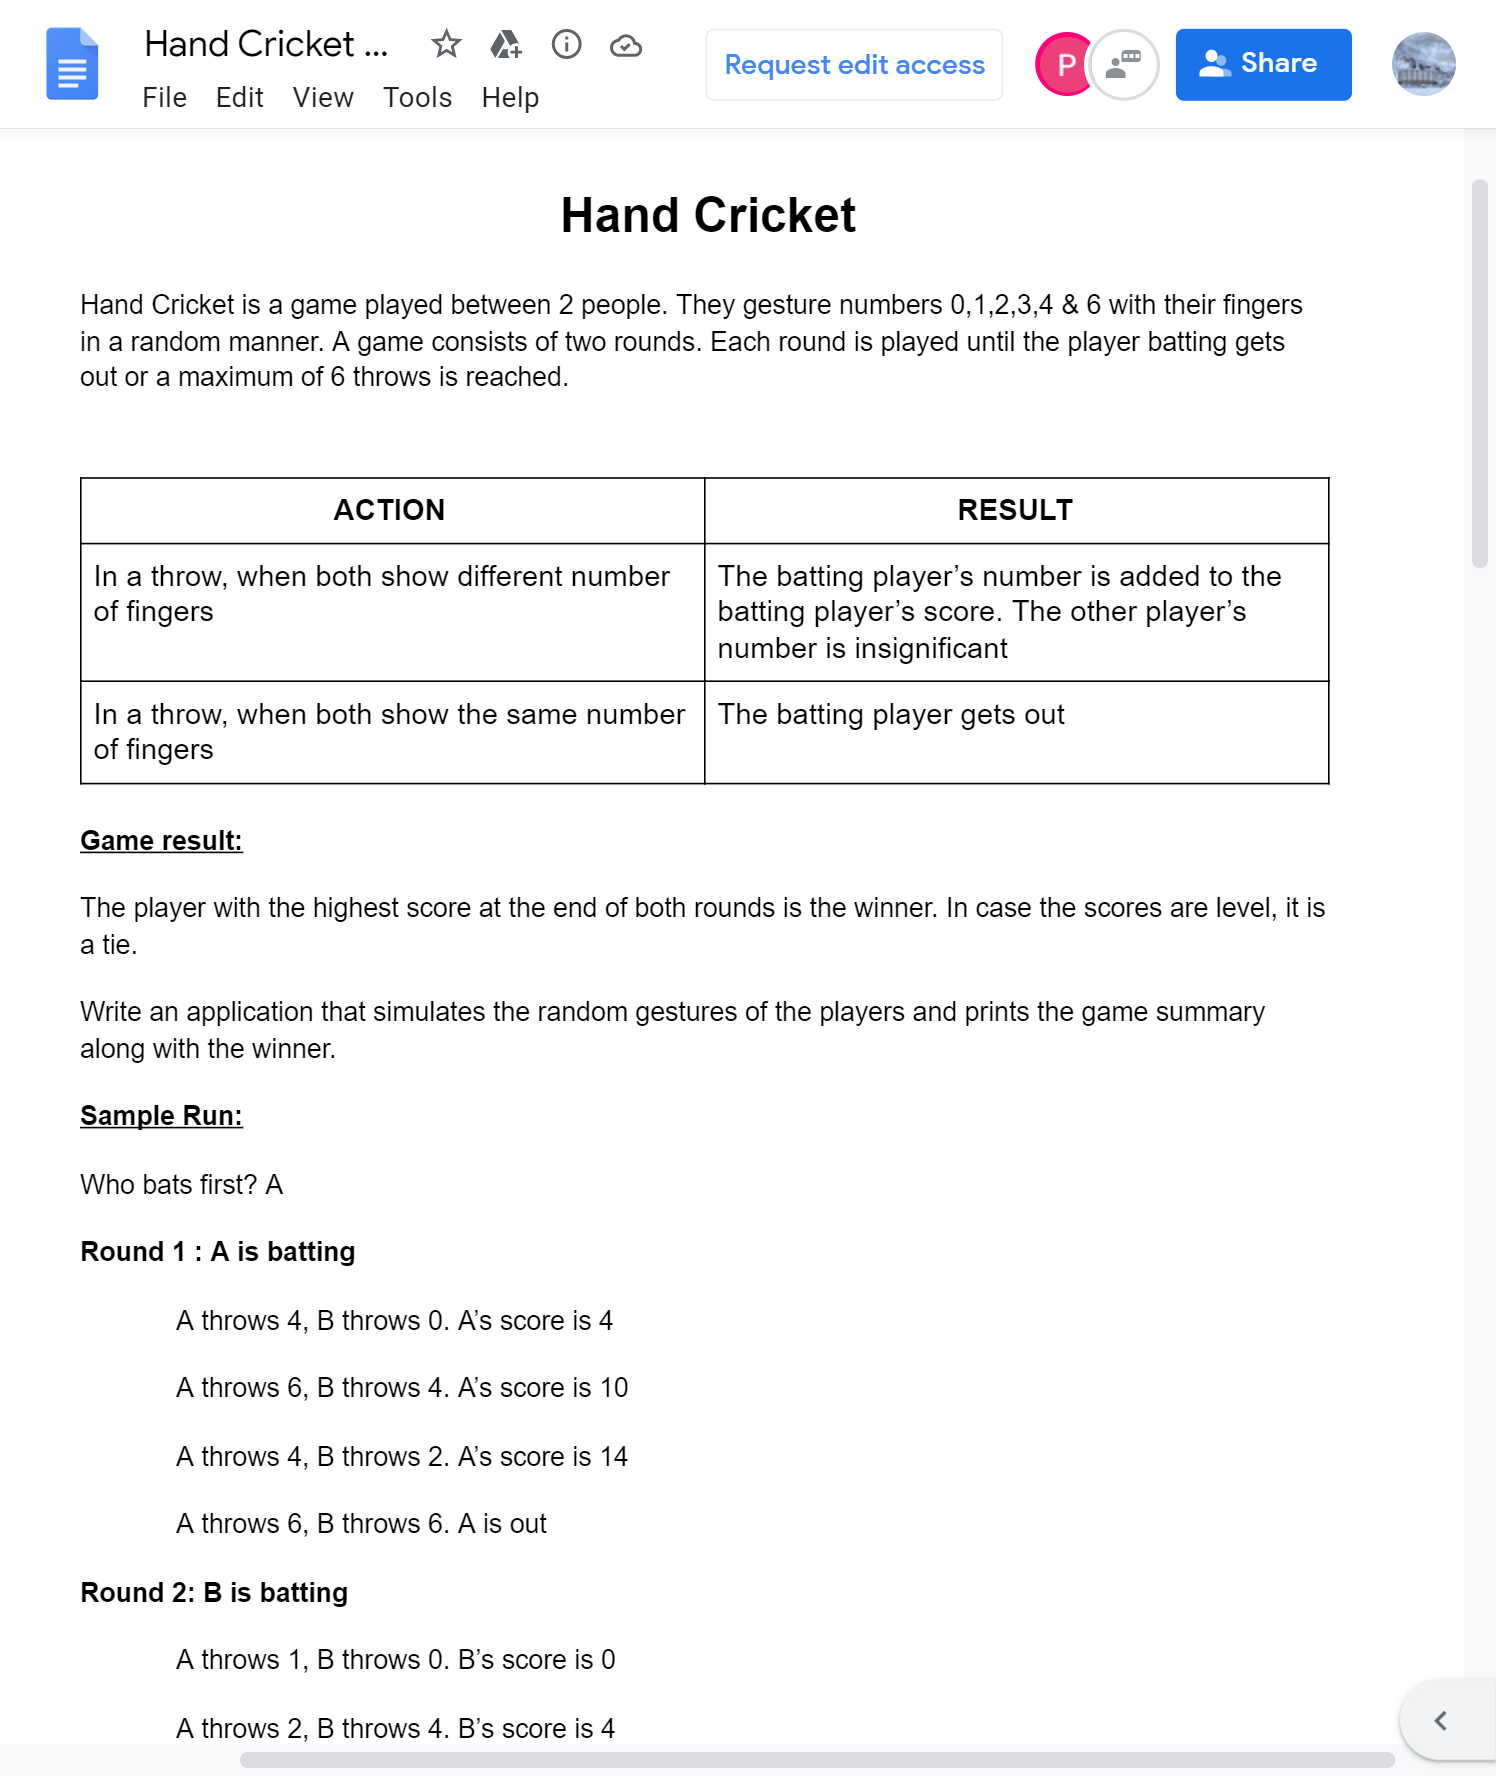 Hand Cricket ...
File Edit View Tools Help
Request edit access
P
Share
Hand Cricket
Hand Cricket is a game played between 2 people. They gesture numbers 0,1,2,3,4 & 6 with their fingers
in a random manner. A game consists of two rounds. Each round is played until the player batting gets
out or a maximum of 6 throws is reached.
ACTION
RESULT
In a throw, when both show different number
of fingers
The batting player’s number is added to the
batting player’s score. The other player’s
number is insignificant
In a throw, when both show the same number
of fingers
The batting player gets out
Game result:
The player with the highest score at the end of both rounds is the winner. In case the scores are level, it is
a tie.
Write an application that simulates the random gestures of the players and prints the game summary
along with the winner.
Sample Run:
Who bats first? A
Round 1 : A is batting
A throws 4, B throws 0. A’s score is 4
A throws 6, B throws 4. A’s score is 10
A throws 4, B throws 2. A’s score is 14
A throws 6, B throws 6. A is out
Round 2: B is batting
A throws 1, B throws 0. B’s score is 0
A throws 2, B throws 4. B’s score is 4